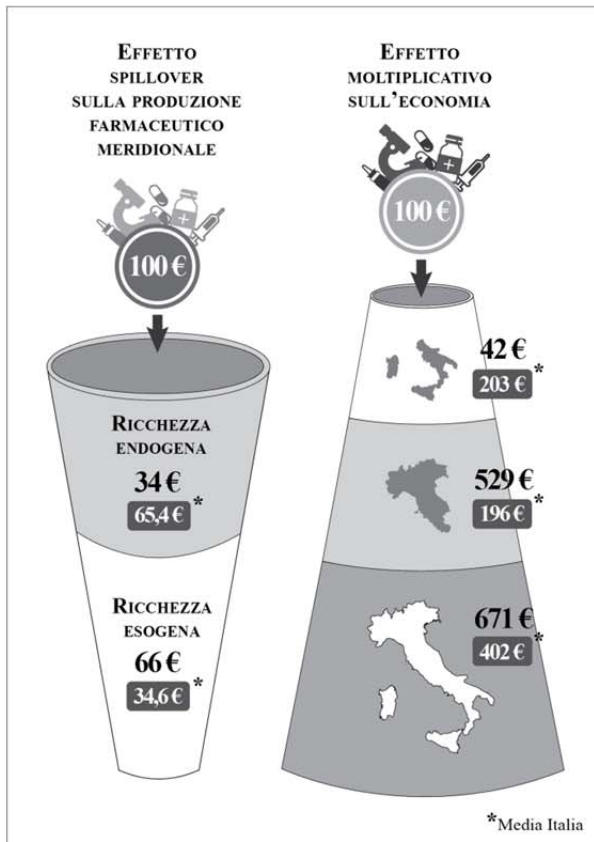 EFFETTO
SPILLOVER
SULLA PRODUZIONE
FARMACEUTICO
MERIDIONALE
100 €
RICCHEZZA
ENDOGENA
34 €
65,4 € *
RICCHEZZA
ESOGENA
66 €
34,6 € *
EFFETTO
MOLTIPLICATIVO
SULL'ECONOMIA
100 €
42 €
203 € *
529 €
196 € *
671 €
402 € *
*Media Italia